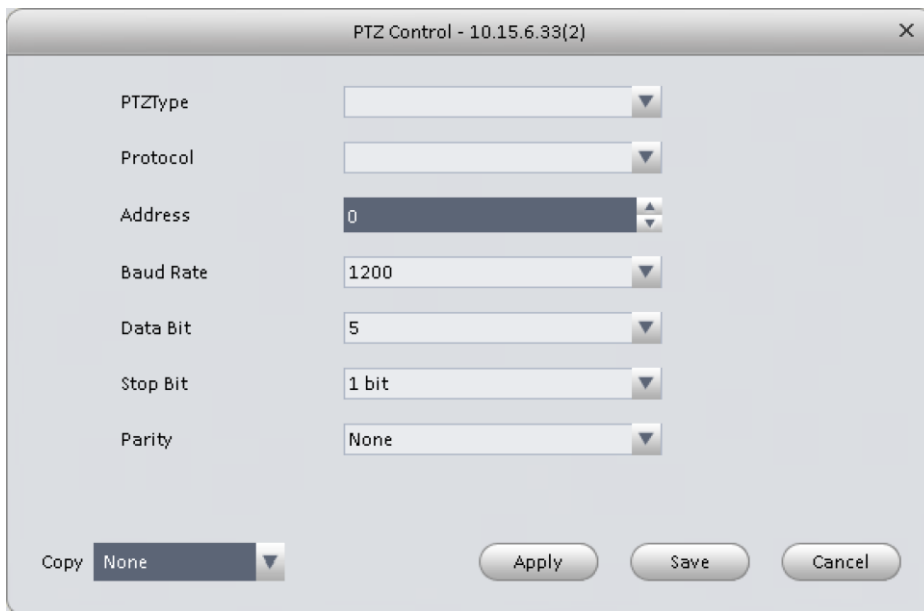 PTZ Control - 10.15.6.33(2)
PTZType
Protocol
Address 0
Baud Rate 1200
Data Bit 5
Stop Bit 1 bit
Parity None
Copy None Apply Save Cancel